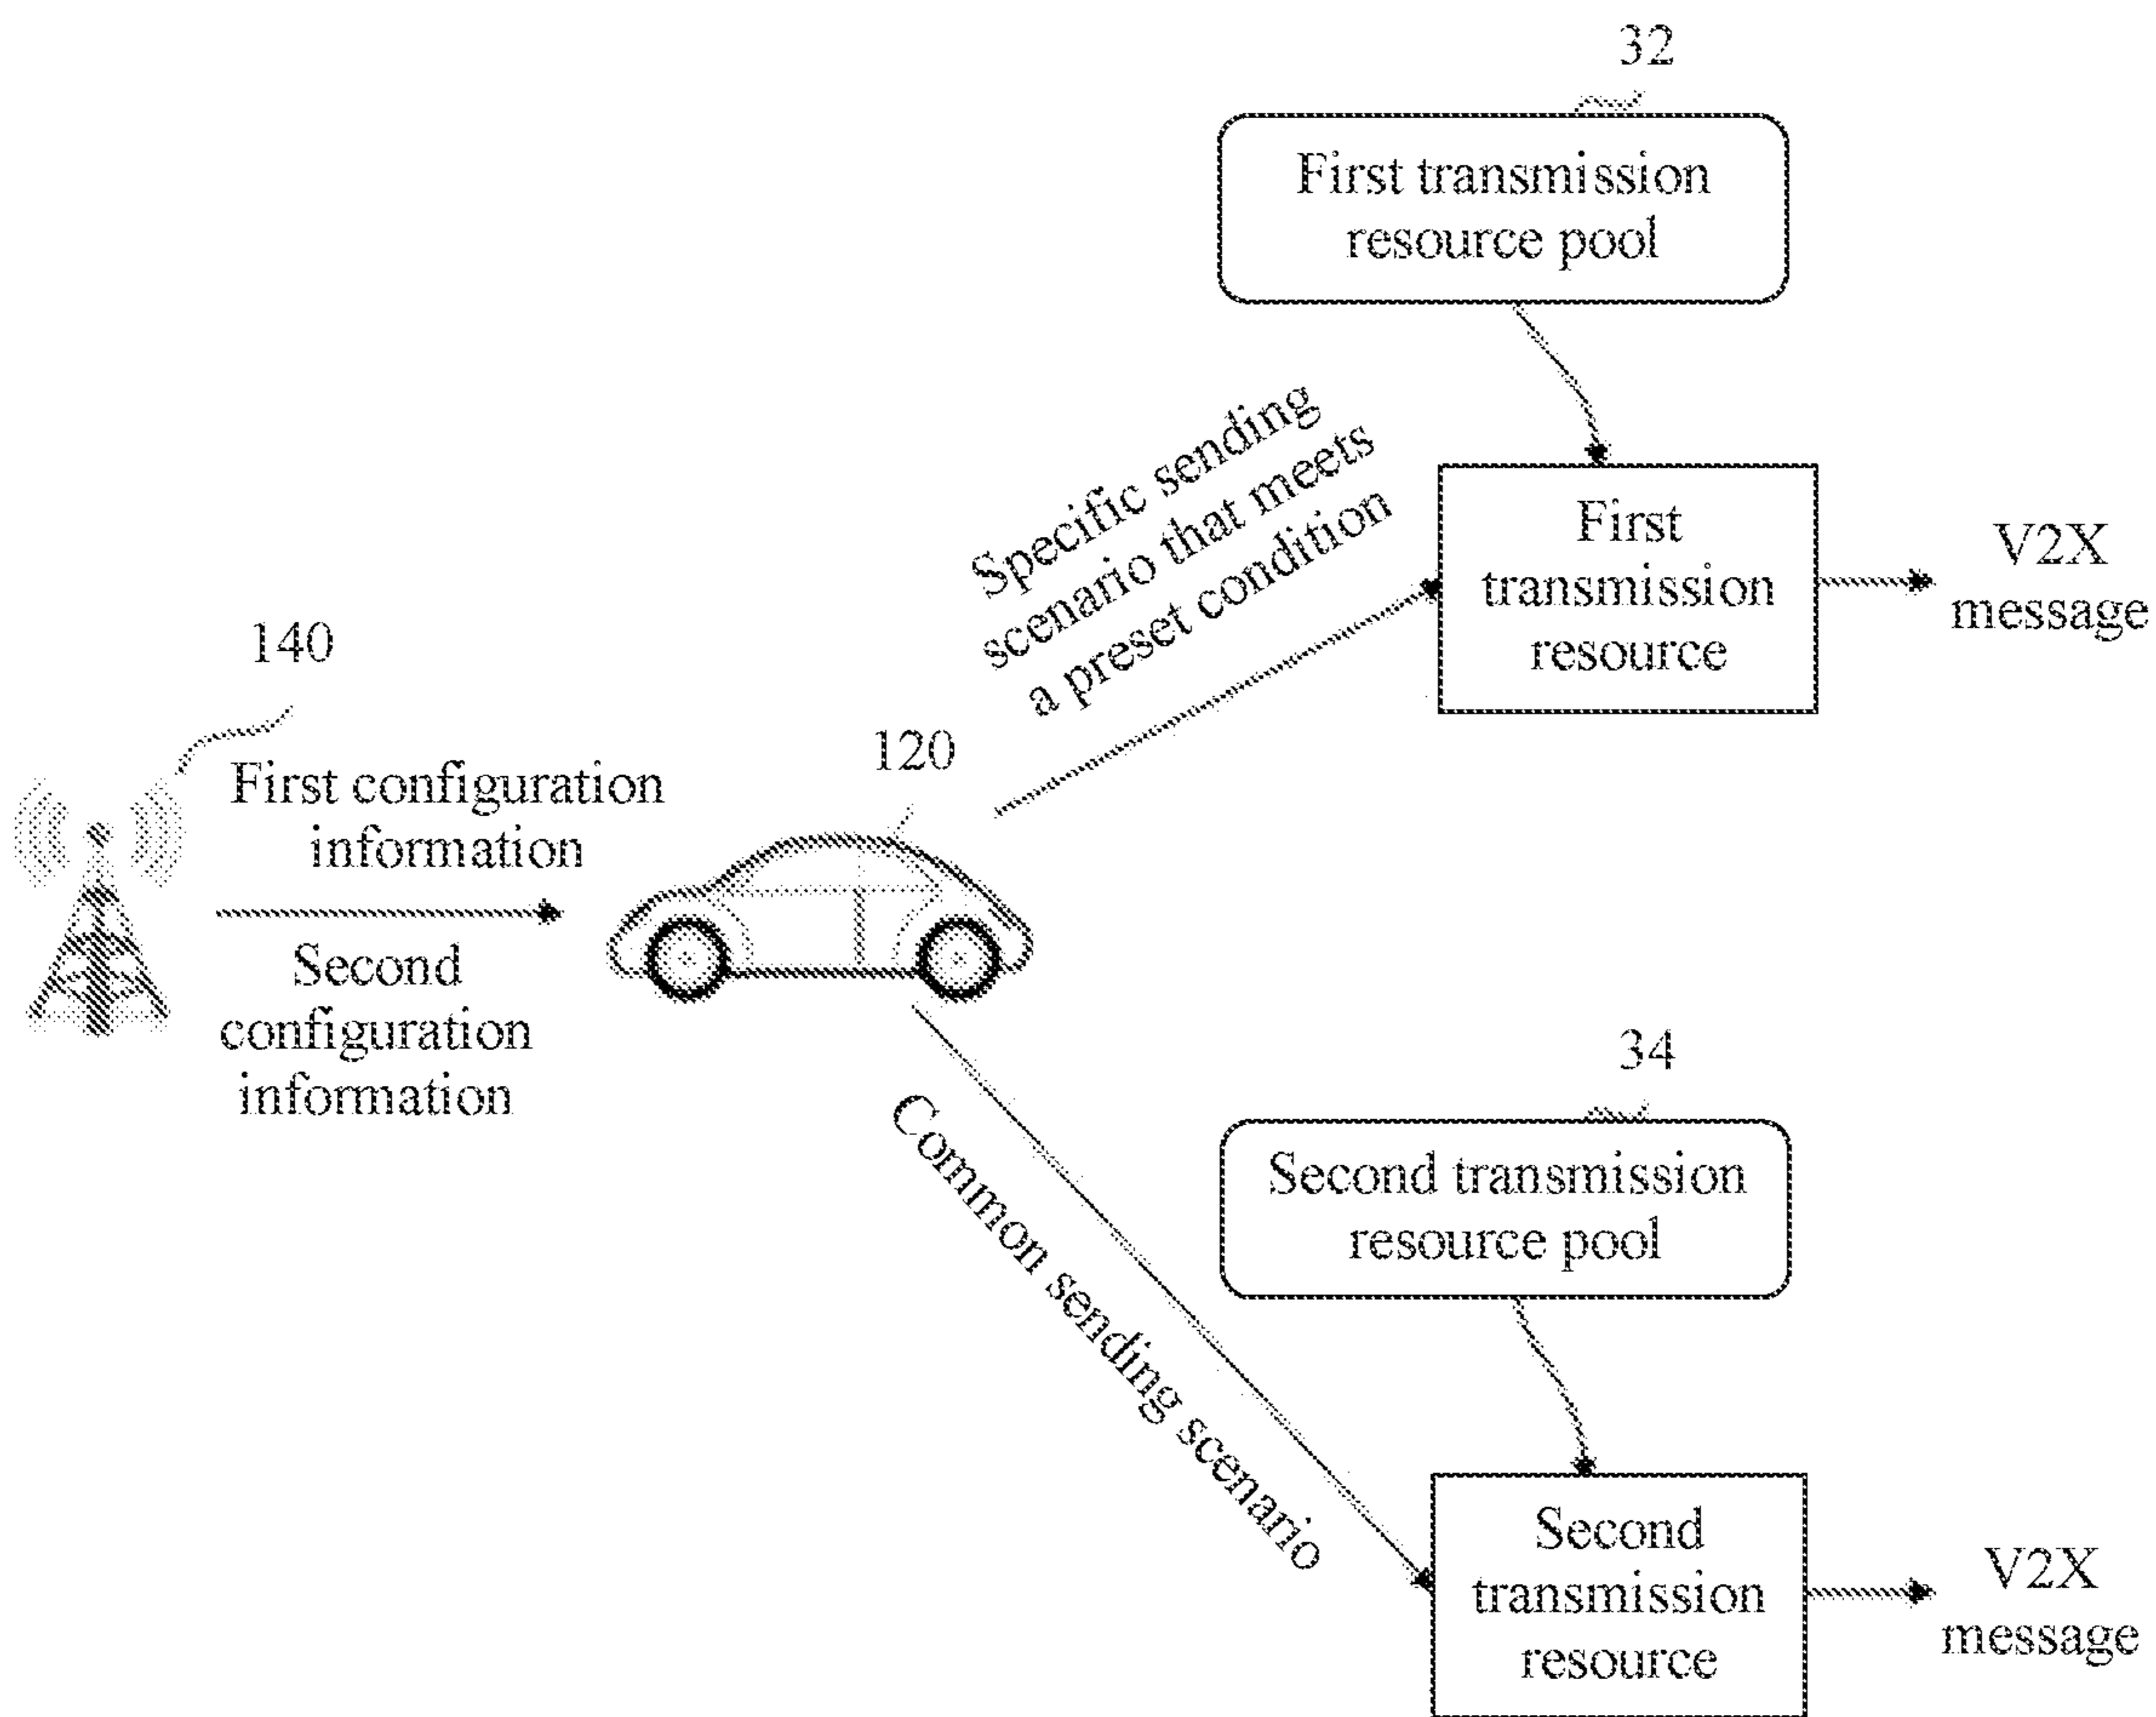 32
First transmission
resource pool
Specific sending
scenario that meets
a preset condition
First
transmission
resource
V2X
message
140
First configuration
information
Second
configuration
information
120
34
Second transmission
resource pool
Common sending scenario
Second
transmission
resource
V2X
message